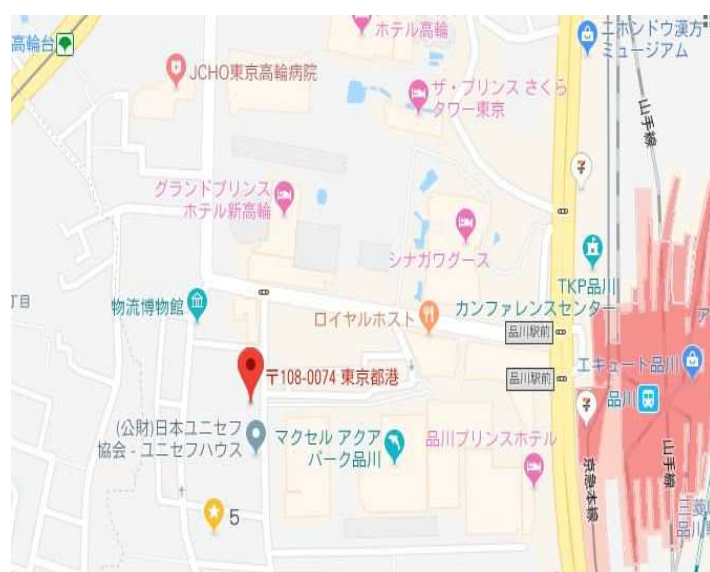 ホテル高輪
ニホンドウ漢方
ミュージアム
高輪台
JCHO東京高輪病院
ザ・プリンス さくら
タワー東京
山手線
グランドプリンス
ホテル新高輪
シナガワグース
TKP品川
カンファレンスセンター
丁目
物流博物館
ロイヤルホスト
品川駅前
ア
エキュート品川
〒108-0074 東京都港
品川駅前
品川
(公財)日本ユニセフ
協会 - ユニセフハウス
マクセル アクア
パーク品川
品川プリンスホテル
京急本線
山手線
5
三菱
品川